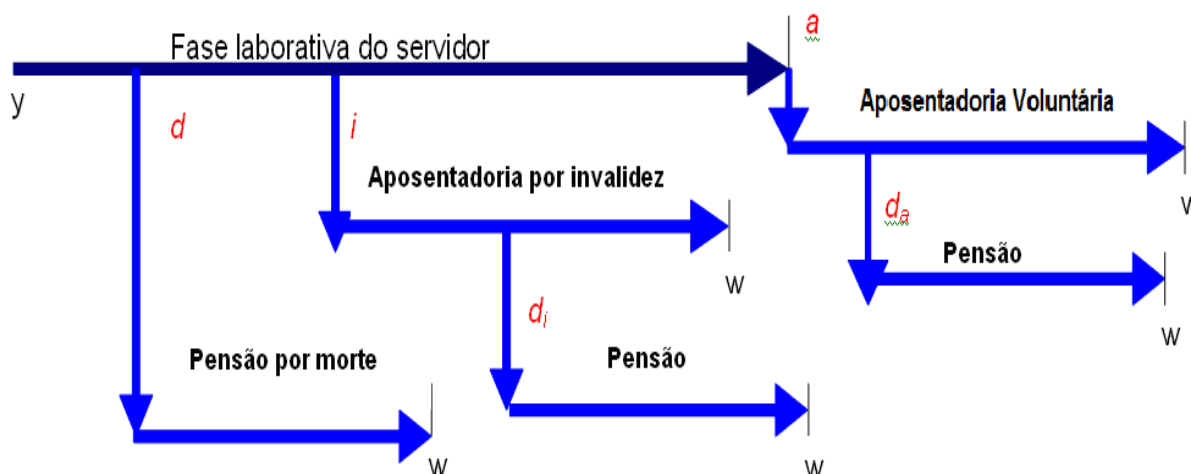 a
Fase laborativa do servidor
y
d
i
Aposentadoria Voluntária
Aposentadoria por invalidez
da
w
Pensão
w
di
w
Pensão por morte
Pensão
w
w